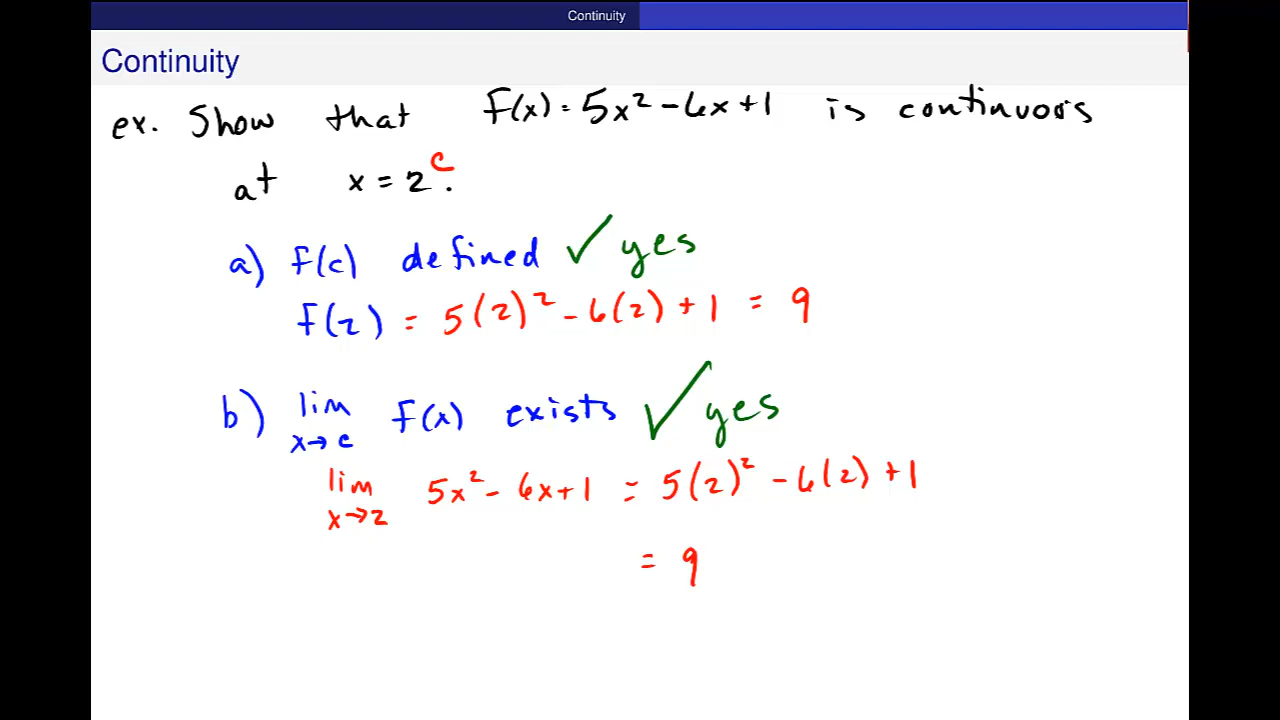 Continuity
Continuity
ex. Show that f(x) = 5x² - 6x + 1 is continuous
at x = 2. c
a) f(c) defined ✓ yes
f(2) = 5(2)² - 6(2) + 1 = 9
b) lim x→c f(x) exists ✓ yes
lim x→2 5x² - 6x + 1 = 5(2)² - 6(2) + 1
= 9